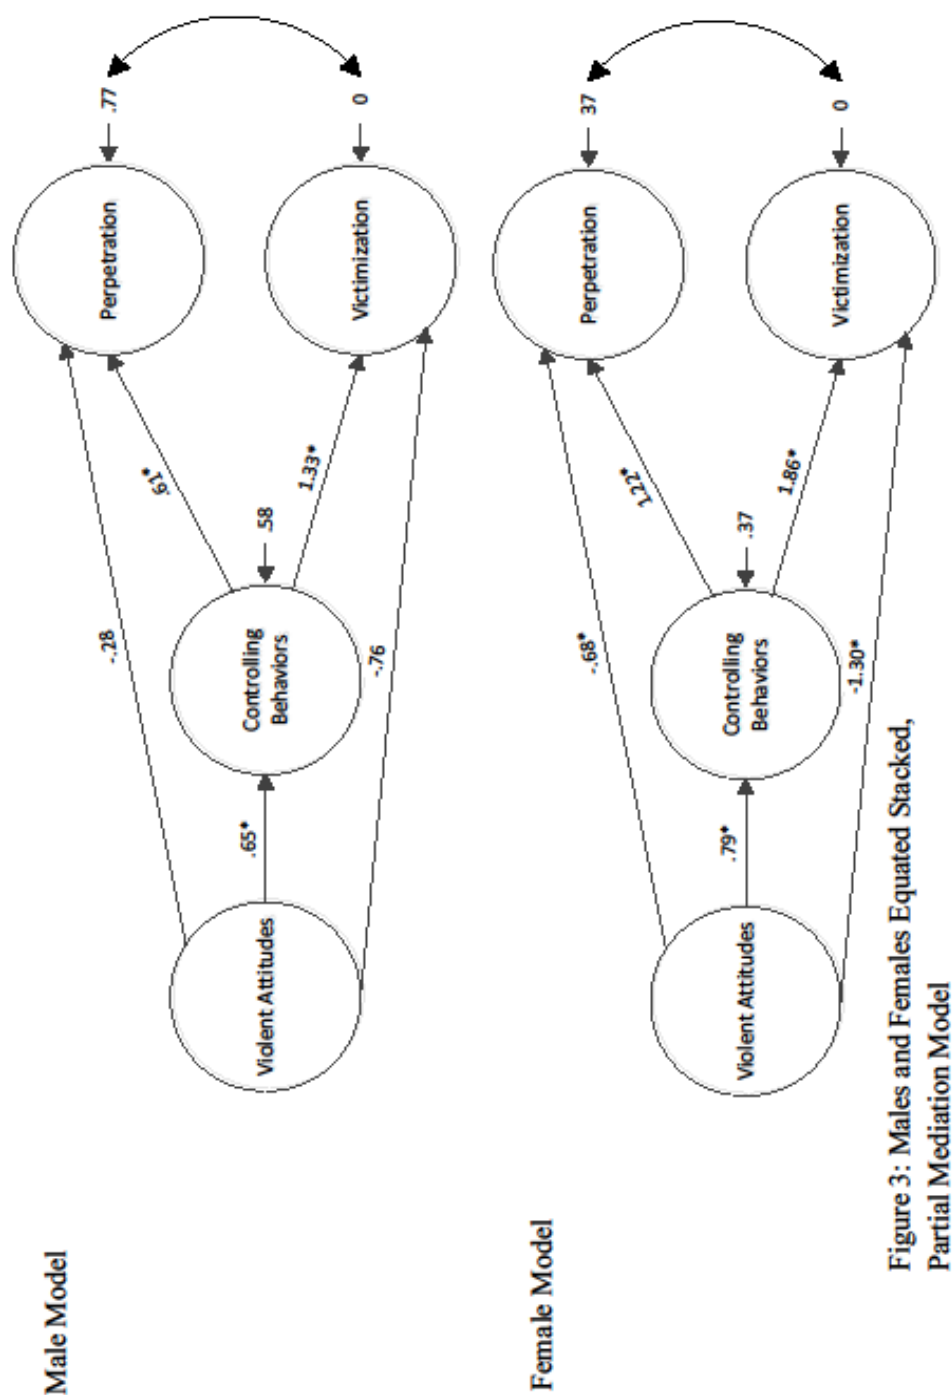 Male Model
-.28
.61*
Perpetration
.77
Violent Attitudes
.65*
Controlling
Behaviors
.58
1.33*
-.76
Victimization
0
Female Model
-.68*
1.22*
Perpetration
37
Violent Attitudes
.79*
Controlling
Behaviors
.37
1.86*
-1.30*
Victimization
0
Figure 3: Males and Females Equated Stacked,
Partial Mediation Model